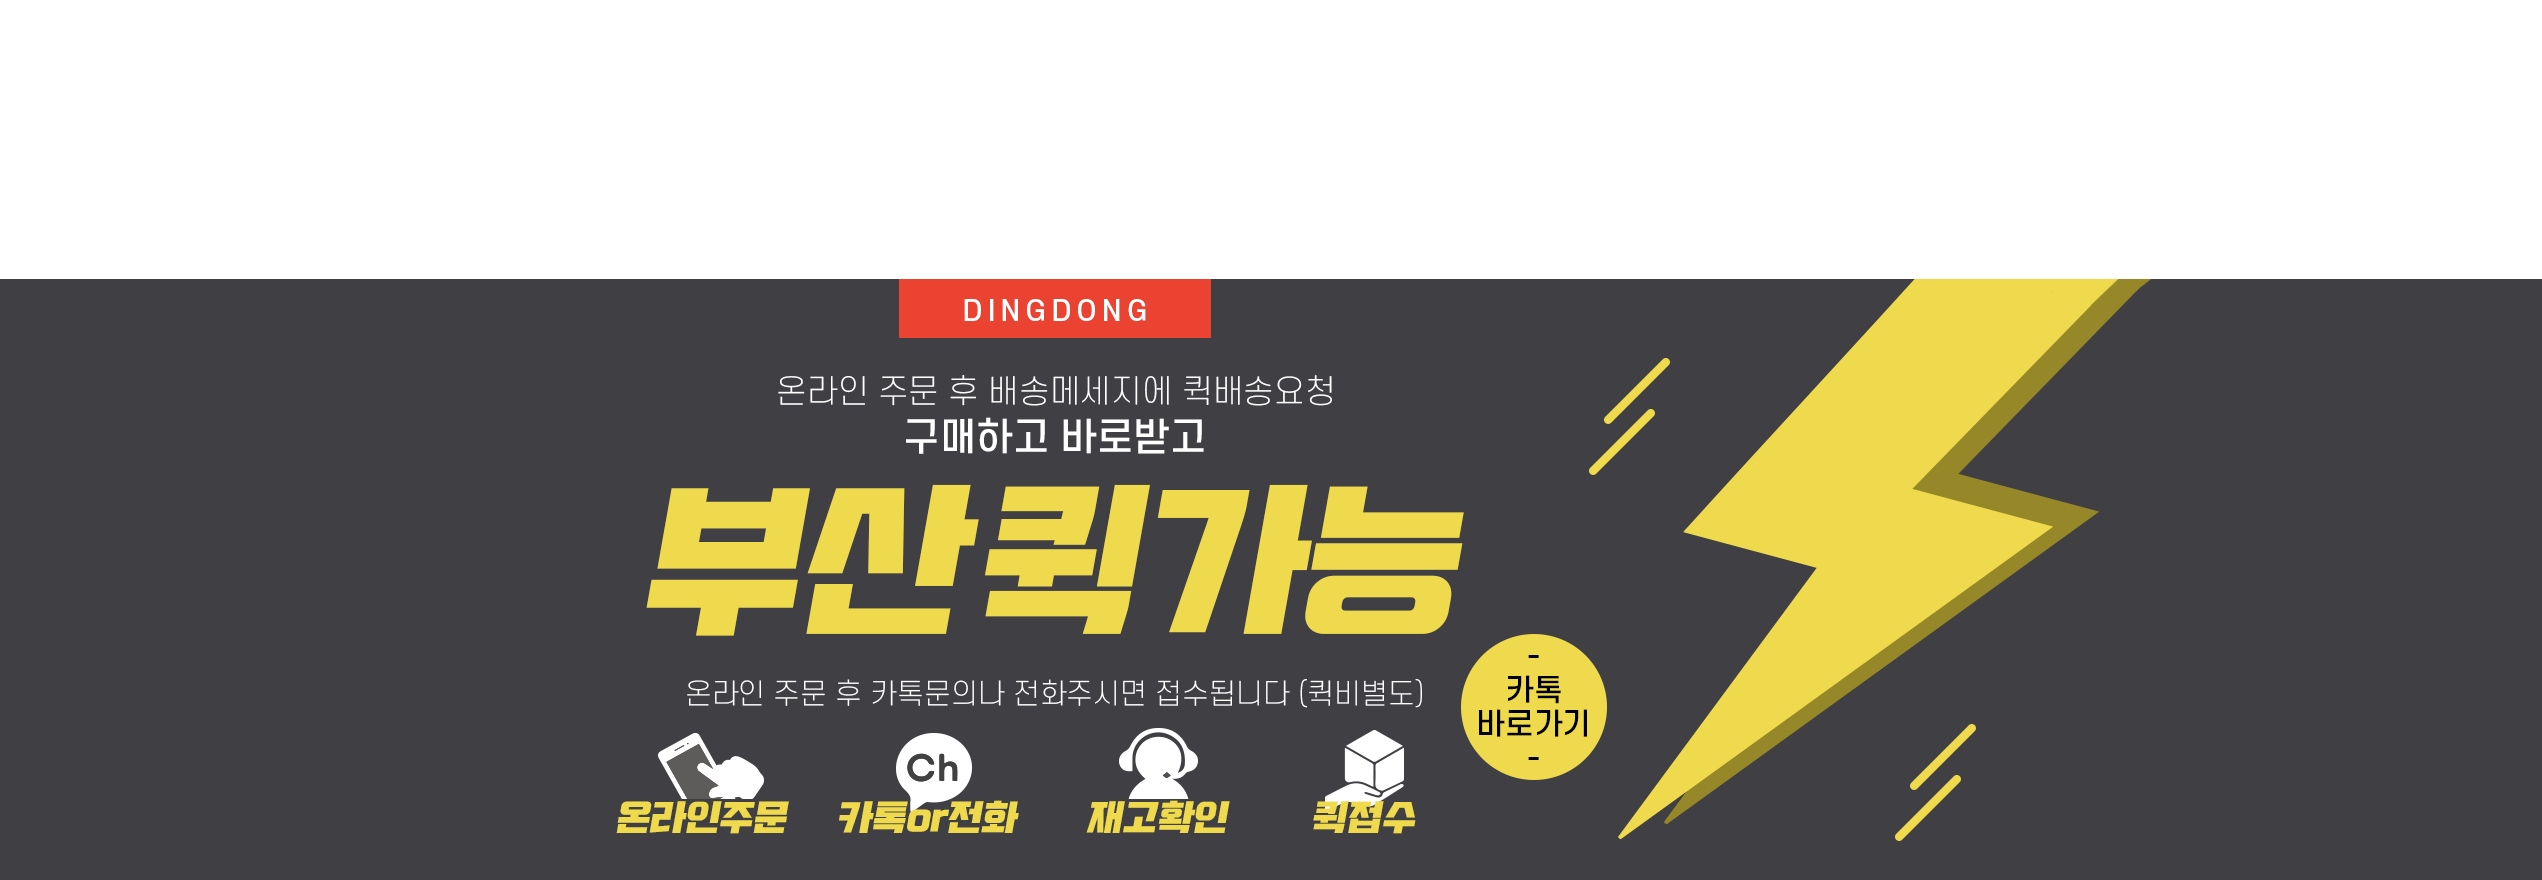 DINGDONG
온라인 주문 후 배송메세지에 퀵배송요청
구매하고 바로받고
부산 퀵가능
온라인 주문 후 카톡문의나 전화주시면 접수됩니다 (퀵비별도)
-
카톡
바로가기
-
Ch
온라인주문 카톡or전화 재고확인 퀵접수